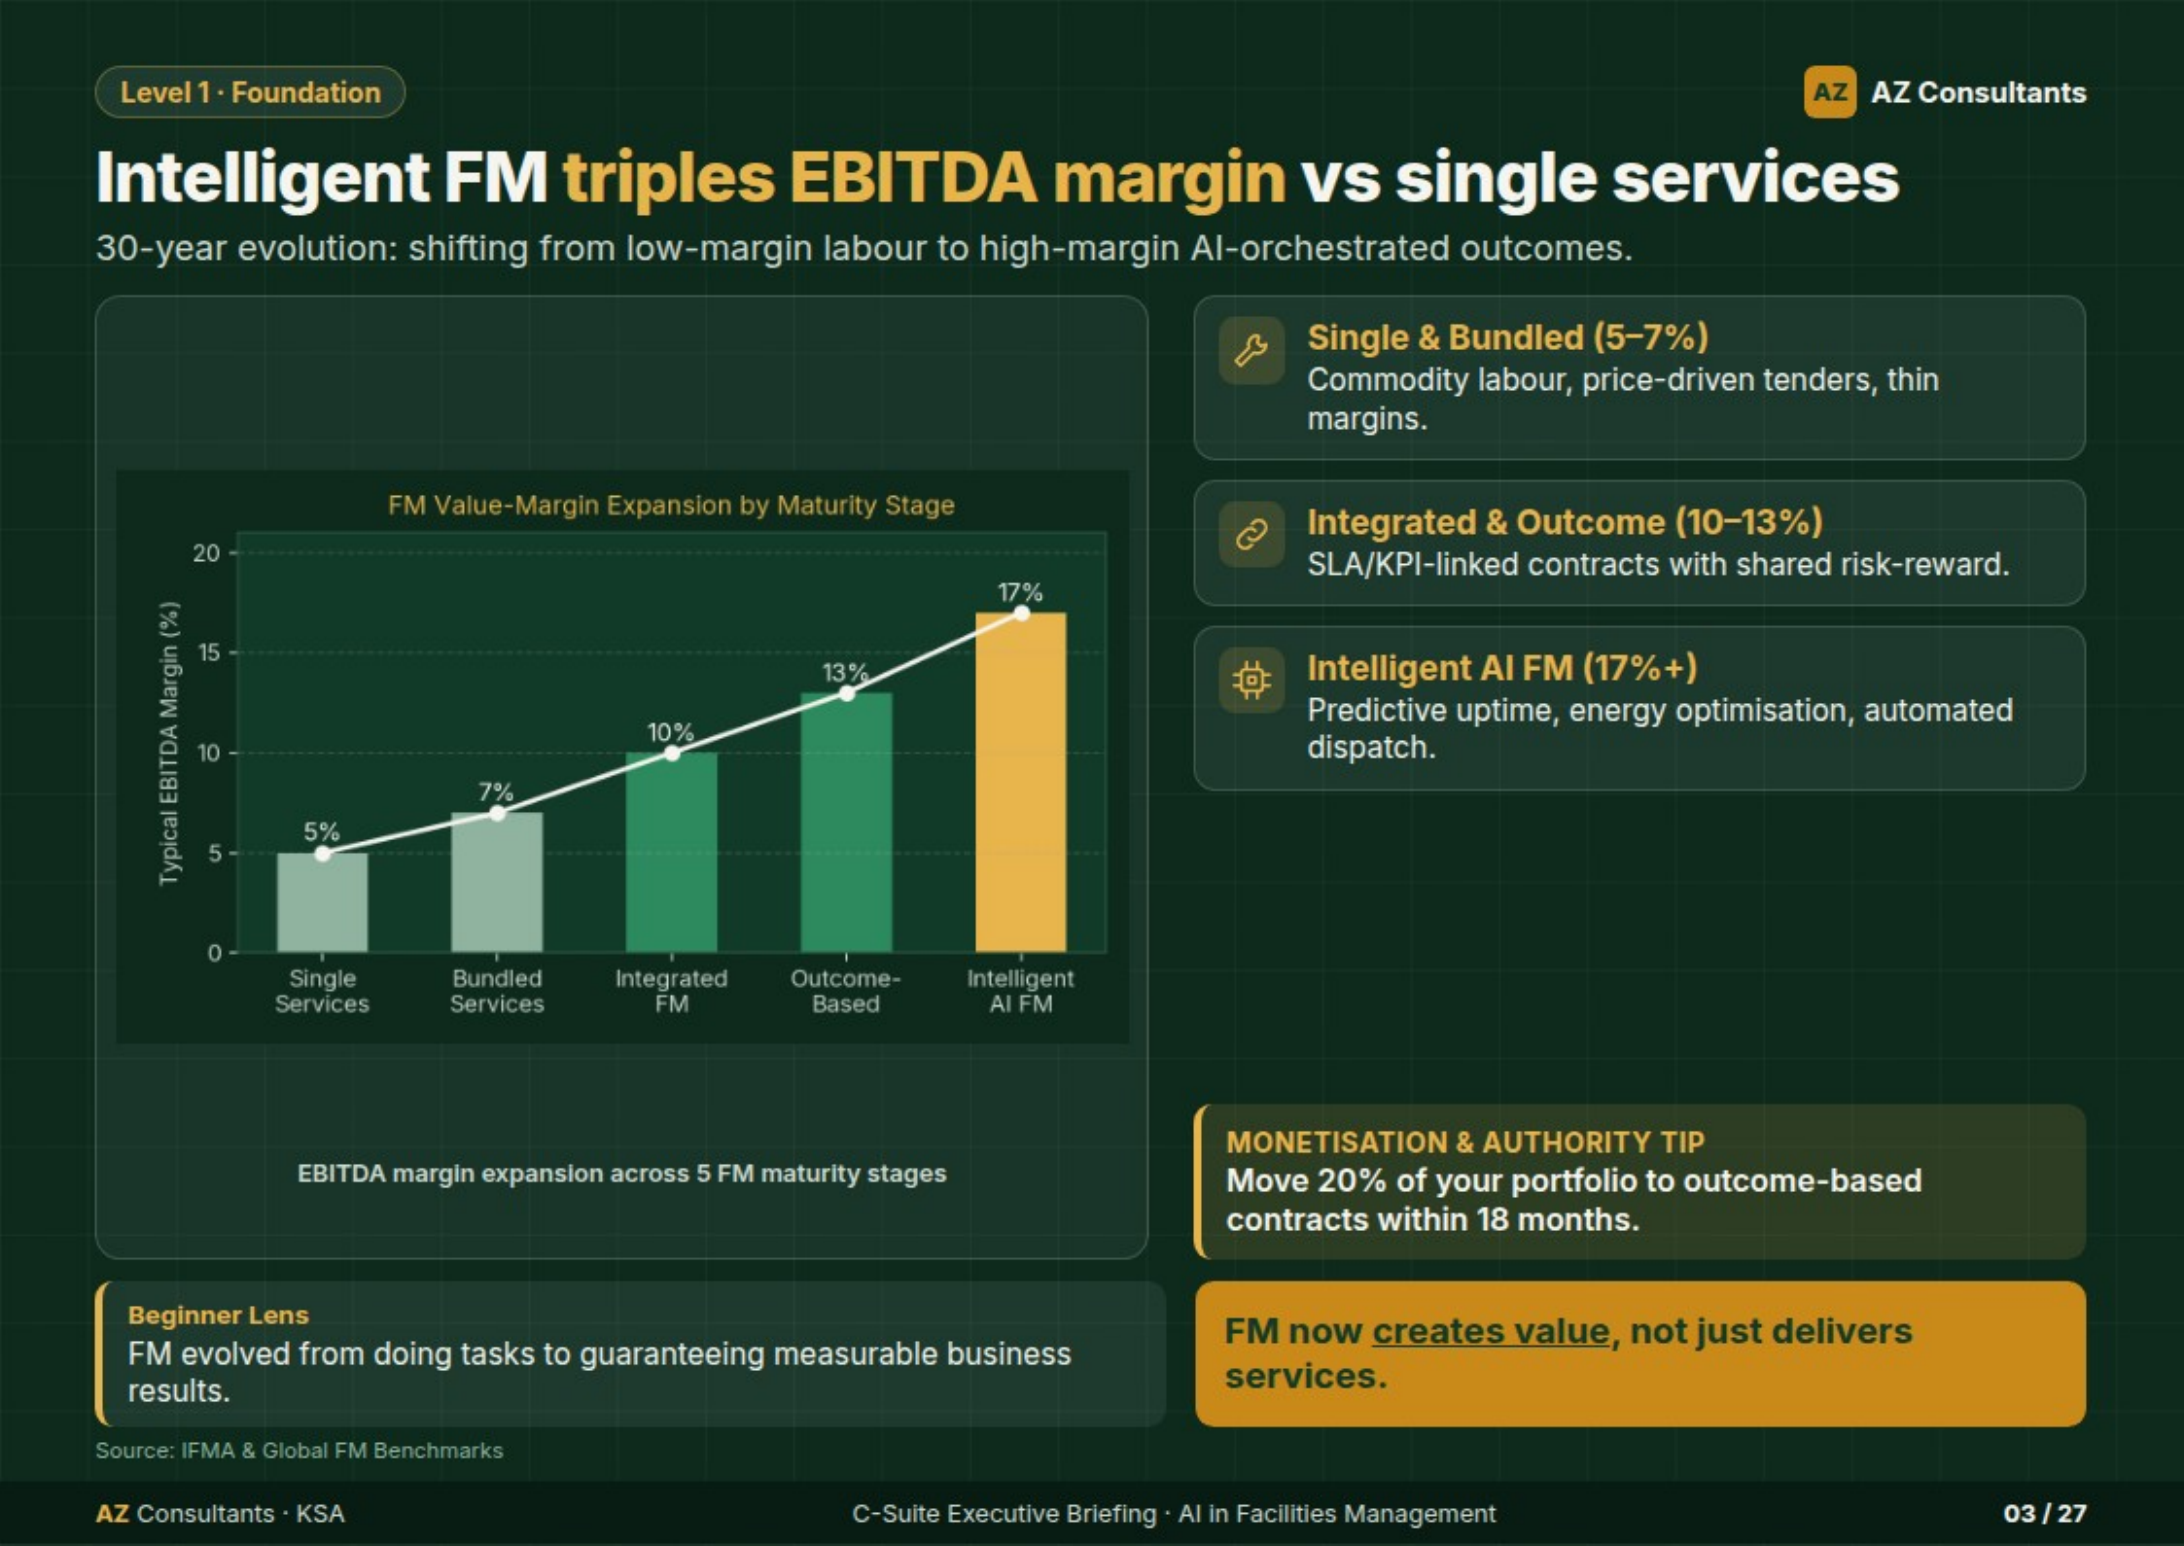 Level 1 · Foundation
AZ AZ Consultants
Intelligent FM triples EBITDA margin vs single services
30-year evolution: shifting from low-margin labour to high-margin AI-orchestrated outcomes.
FM Value-Margin Expansion by Maturity Stage
Typical EBITDA Margin (%)
20
15
10
5
0
5%
7%
10%
13%
17%
Single
Services
Bundled
Services
Integrated
FM
Outcome-
Based
Intelligent
AI FM
EBITDA margin expansion across 5 FM maturity stages
Single & Bundled (5–7%)
Commodity labour, price-driven tenders, thin
margins.
Integrated & Outcome (10–13%)
SLA/KPI-linked contracts with shared risk-reward.
Intelligent AI FM (17%+)
Predictive uptime, energy optimisation, automated
dispatch.
MONETISATION & AUTHORITY TIP
Move 20% of your portfolio to outcome-based
contracts within 18 months.
Beginner Lens
FM evolved from doing tasks to guaranteeing measurable business
results.
FM now creates value, not just delivers
services.
Source: IFMA & Global FM Benchmarks
AZ Consultants · KSA
C-Suite Executive Briefing · AI in Facilities Management
03 / 27